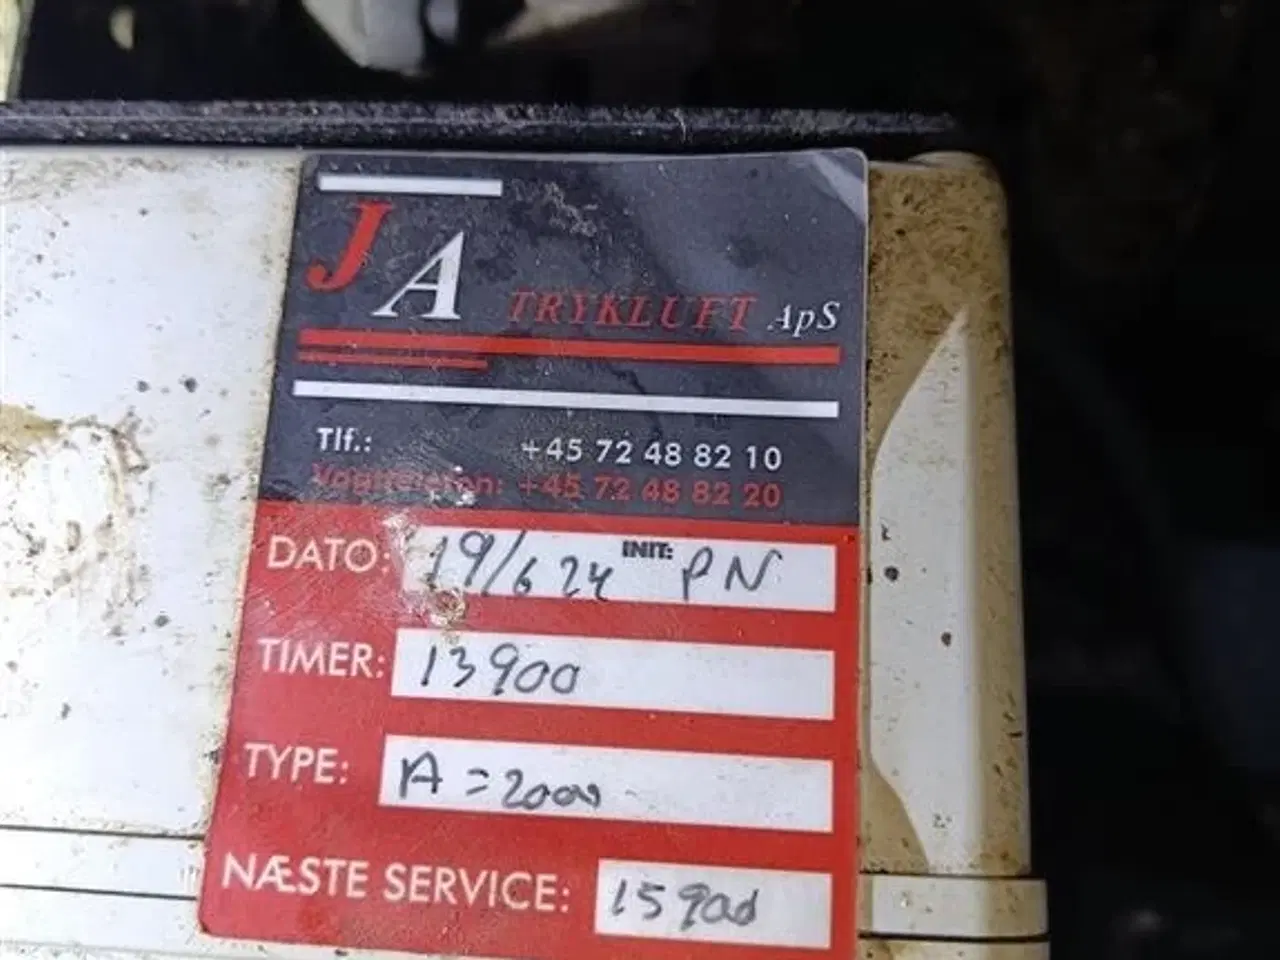 JA TRYKLUFT ApS
Tlf.: +45 72 48 82 10
Vagttelefon: +45 72 48 82 20
DATO: 19/6 24 INIT: PN
TIMER: 13900
TYPE: A = 2000
NÆSTE SERVICE: 15900